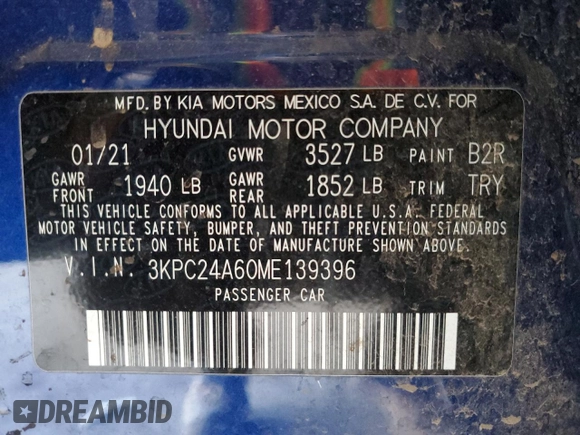 MFD. BY KIA MOTORS MEXICO S.A. DE C.V. FOR
HYUNDAI MOTOR COMPANY
01/21 GVWR 3527 LB PAINT B2R
GAWR FRONT 1940 LB GAWR REAR 1852 LB TRIM TRY
THIS VEHICLE CONFORMS TO ALL APPLICABLE U.S.A. FEDERAL
MOTOR VEHICLE SAFETY, BUMPER, AND THEFT PREVENTION STANDARDS
IN EFFECT ON THE DATE OF MANUFACTURE SHOWN ABOVE.
V.I.N. 3KPC24A60ME139396
PASSENGER CAR
DREAMBID